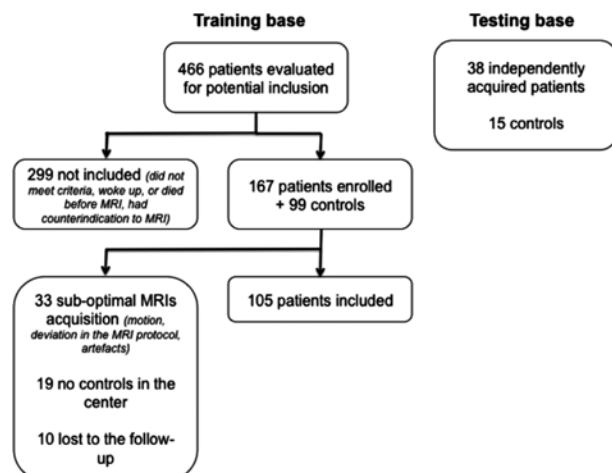 Training base
Testing base
466 patients evaluated
for potential inclusion
38 independently
acquired patients
15 controls
299 not included (did
not meet criteria, woke up, or died
before MRI, had
counterindication to MRI)
167 patients enrolled
+ 99 controls
33 sub-optimal MRIs
acquisition (motion,
deviation in the MRI protocol,
artefacts)
19 no controls in the
center
10 lost to the follow-
up
105 patients included